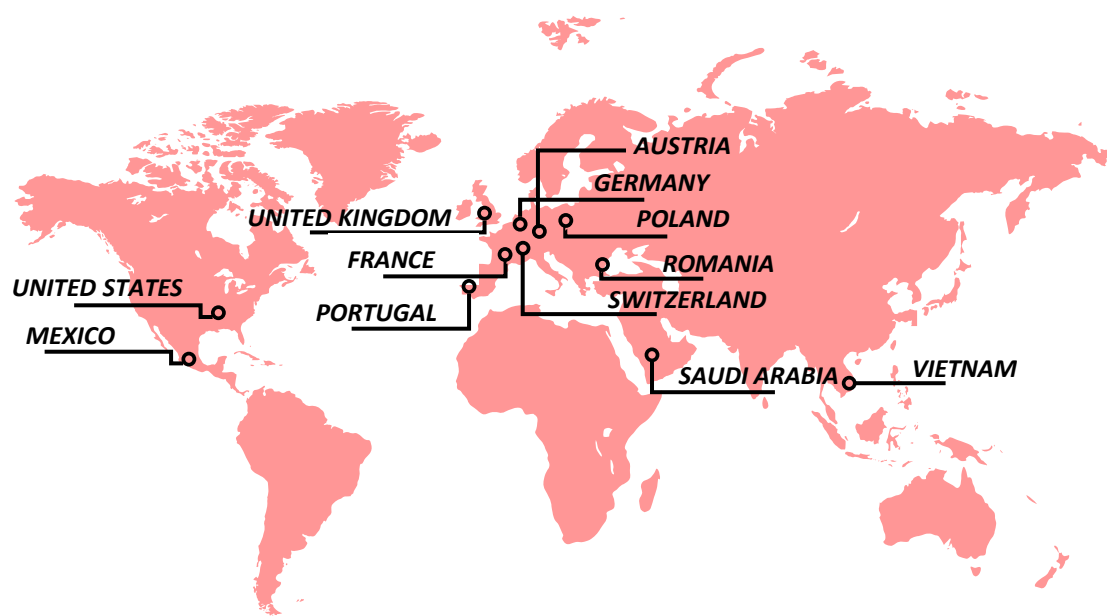 AUSTRIA
GERMANY
UNITED KINGDOM
POLAND
FRANCE
ROMANIA
UNITED STATES
SWITZERLAND
PORTUGAL
MEXICO
SAUDI ARABIA
VIETNAM